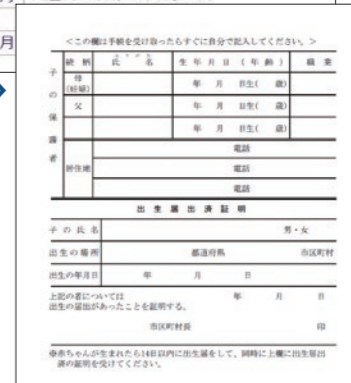 月
<この欄は手帳を受け取ったらすぐに自分で記入してください。>
子の保護者
続柄 氏名 生年月日(年齢) 職業
母(妊婦) 年 月 日生( 歳)
父 年 月 日生( 歳)
年 月 日生( 歳)
居住地 電話
電話
電話
出生届出済証明
子の氏名 男・女
出生の場所 都道府県 市区町村
出生の年月日 年 月 日
上記の者については 年 月 日
出生の届出があったことを証明する。
市区町村長 印
赤ちゃんが生まれたら14日以内に出生届をして、同時に上欄に出生届出
済の証明を受けてください。